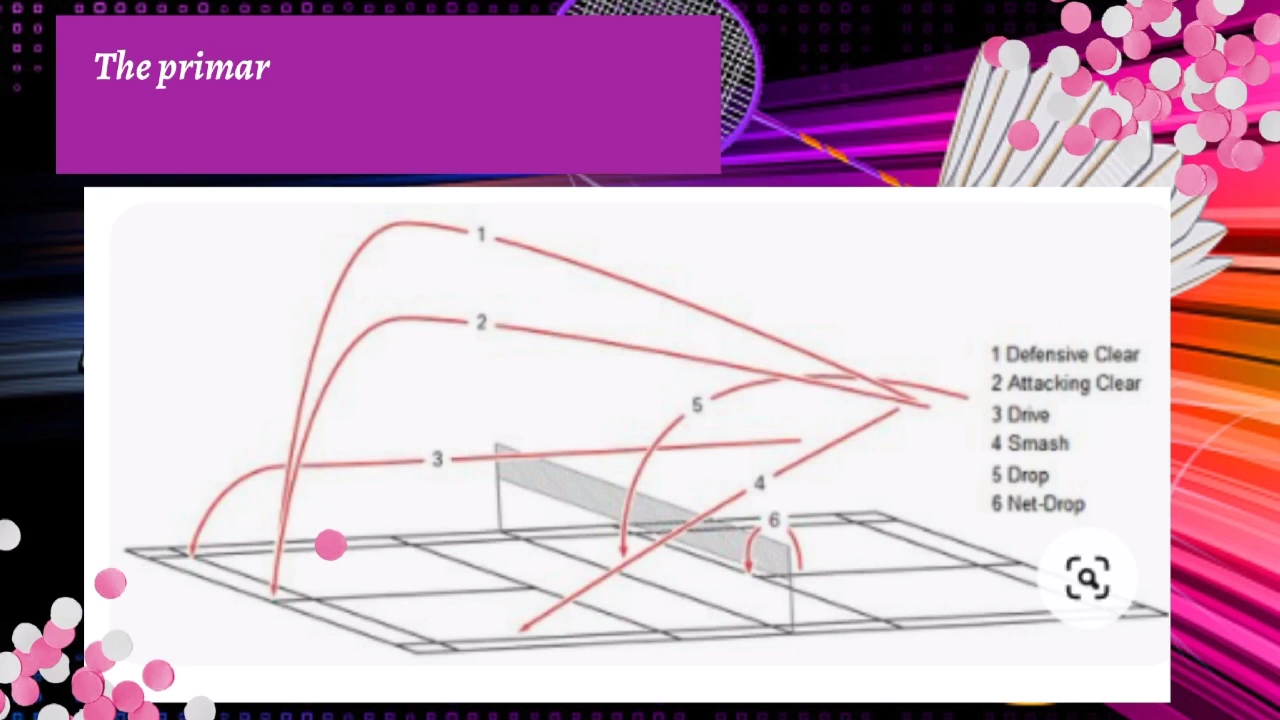 The primar
1
2
5
3
4
6
1 Defensive Clear
2 Attacking Clear
3 Drive
4 Smash
5 Drop
6 Net-Drop